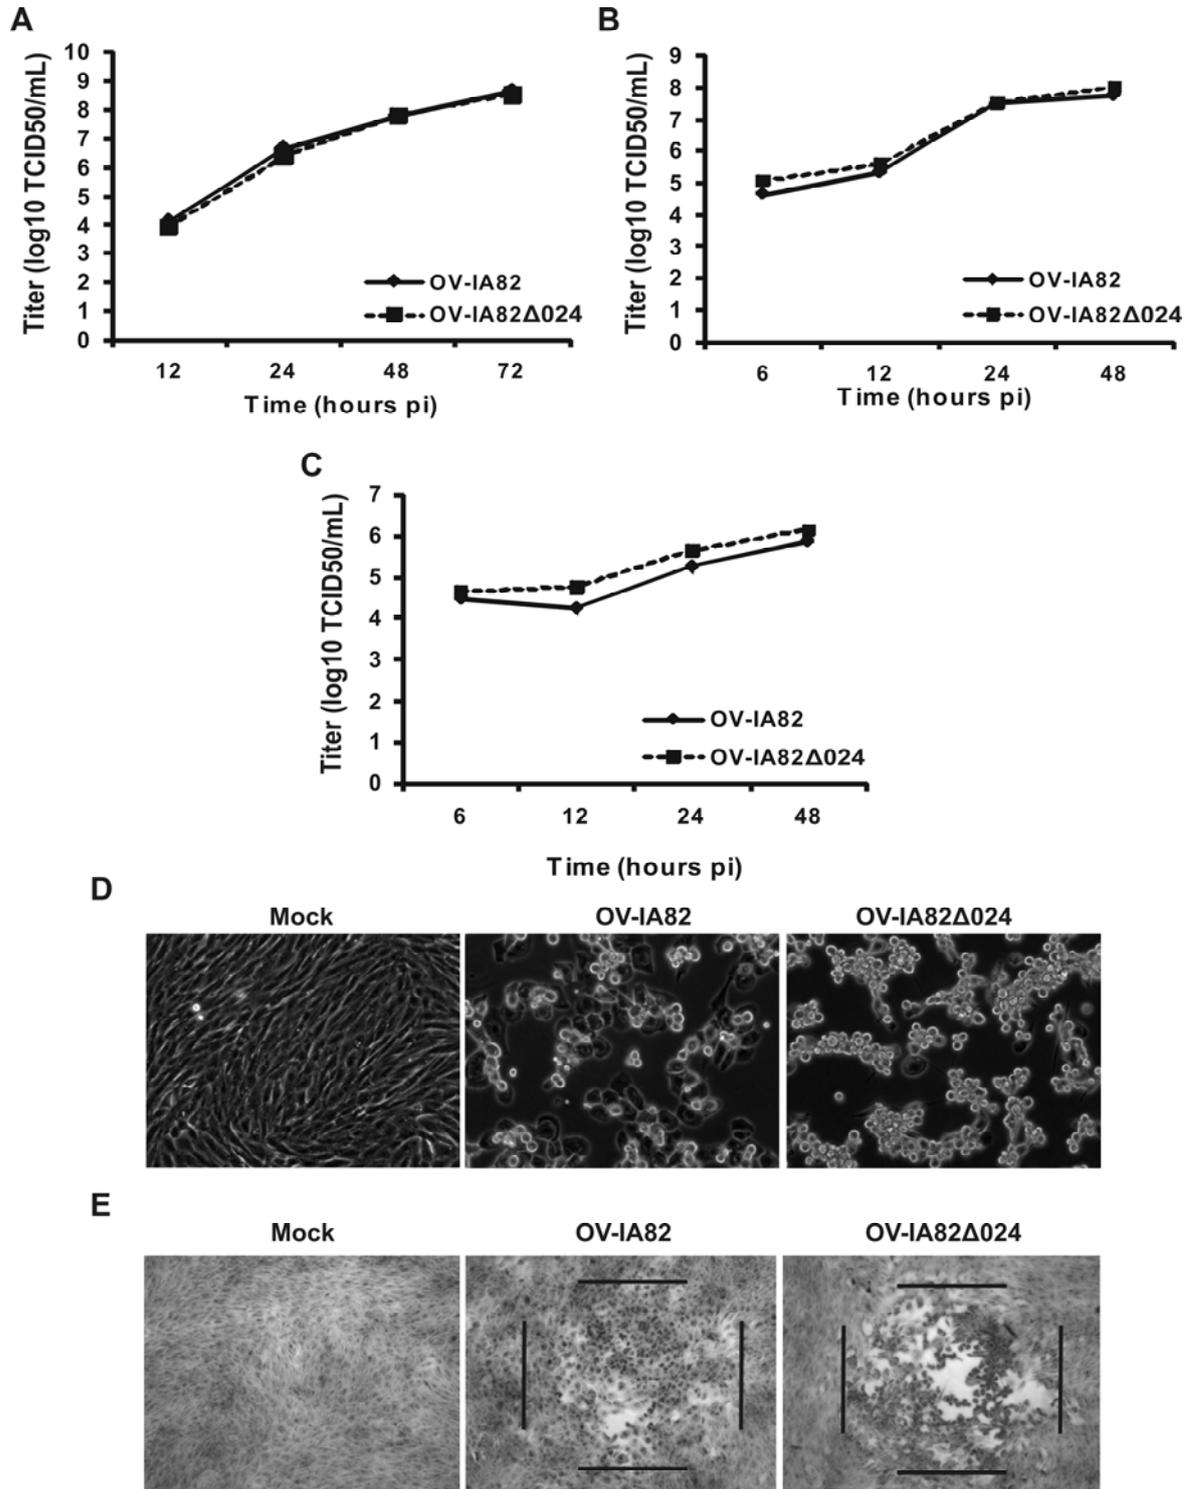 A
10
9
8
7
6
5
4
3
2
1
0
Titer (log10 TCID50/mL)
OV-IA82
OV-IA82Δ024
12 24 48 72
Time (hours pi)
B
9
8
7
6
5
4
3
2
1
0
Titer (log10 TCID50/mL)
OV-IA82
OV-IA82Δ024
6 12 24 48
Time (hours pi)
C
7
6
5
4
3
2
1
0
Titer (log10 TCID50/mL)
OV-IA82
OV-IA82Δ024
6 12 24 48
Time (hours pi)
D
Mock OV-IA82 OV-IA82Δ024
E
Mock OV-IA82 OV-IA82Δ024